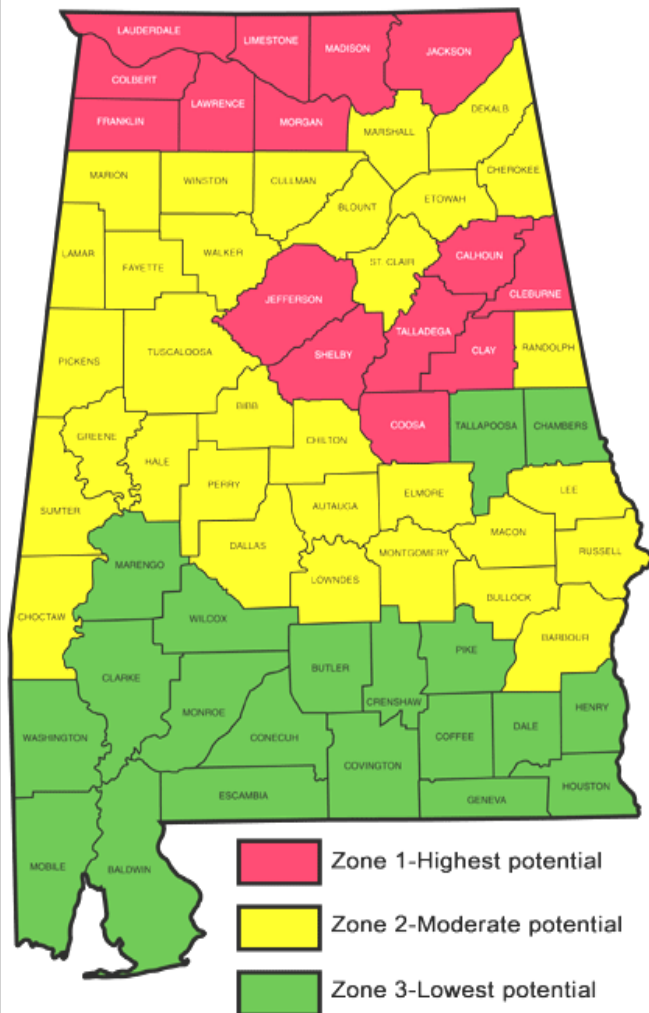 LAUDERDALE
LIMESTONE
MADISON
JACKSON
COLBERT
LAWRENCE
FRANKLIN
MORGAN
MARSHALL
DEKALB
CHEROKEE
MARION
WINSTON
CULLMAN
BLOUNT
ETOWAH
LAMAR
FAYETTE
WALKER
ST. CLAIR
CALHOUN
CLEBURNE
JEFFERSON
TALLADEGA
SHELBY
CLAY
RANDOLPH
PICKENS
TUSCALOOSA
BIBB
COOSA
TALLAPOOSA
CHAMBERS
GREENE
HALE
CHILTON
PERRY
ELMORE
LEE
SUMTER
AUTAUGA
MACON
DALLAS
MONTGOMERY
RUSSELL
MARENGO
LOWNDES
BULLOCK
CHOCTAW
WILCOX
BARBOUR
CLARKE
BUTLER
PIKE
CRENSHAW
MONROE
HENRY
WASHINGTON
CONECUH
COFFEE
DALE
COVINGTON
HOUSTON
ESCAMBIA
GENEVA
MOBILE
BALDWIN
Zone 1-Highest potential
Zone 2-Moderate potential
Zone 3-Lowest potential